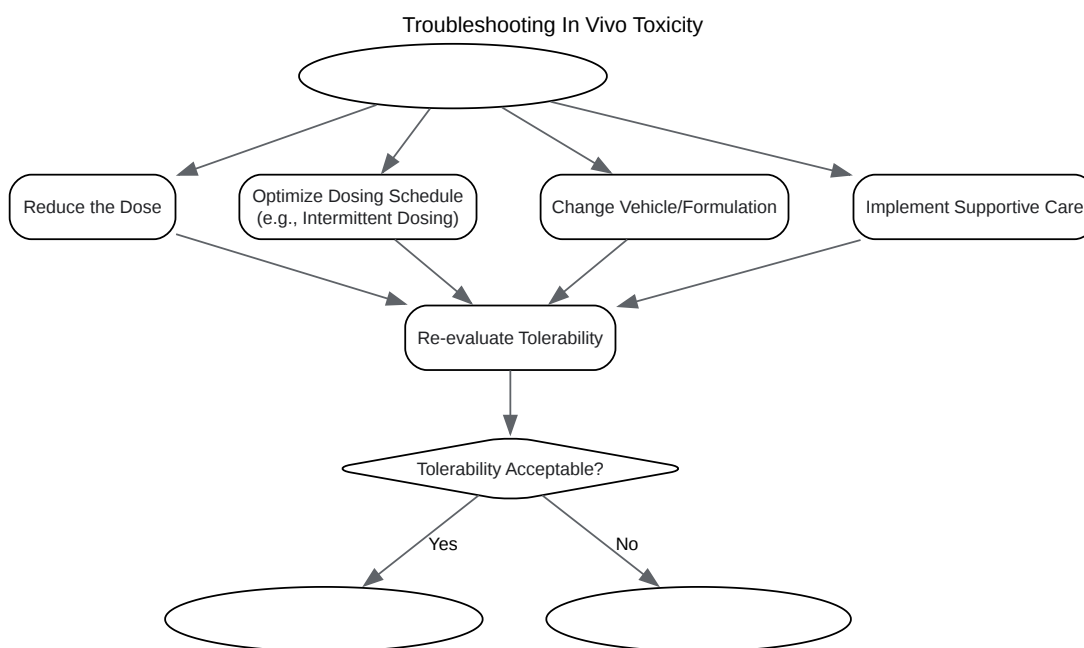 Troubleshooting In Vivo Toxicity
Reduce the Dose
Optimize Dosing Schedule
(e.g., Intermittent Dosing)
Change Vehicle/Formulation
Implement Supportive Care
Re-evaluate Tolerability
Tolerability Acceptable?
Yes
No